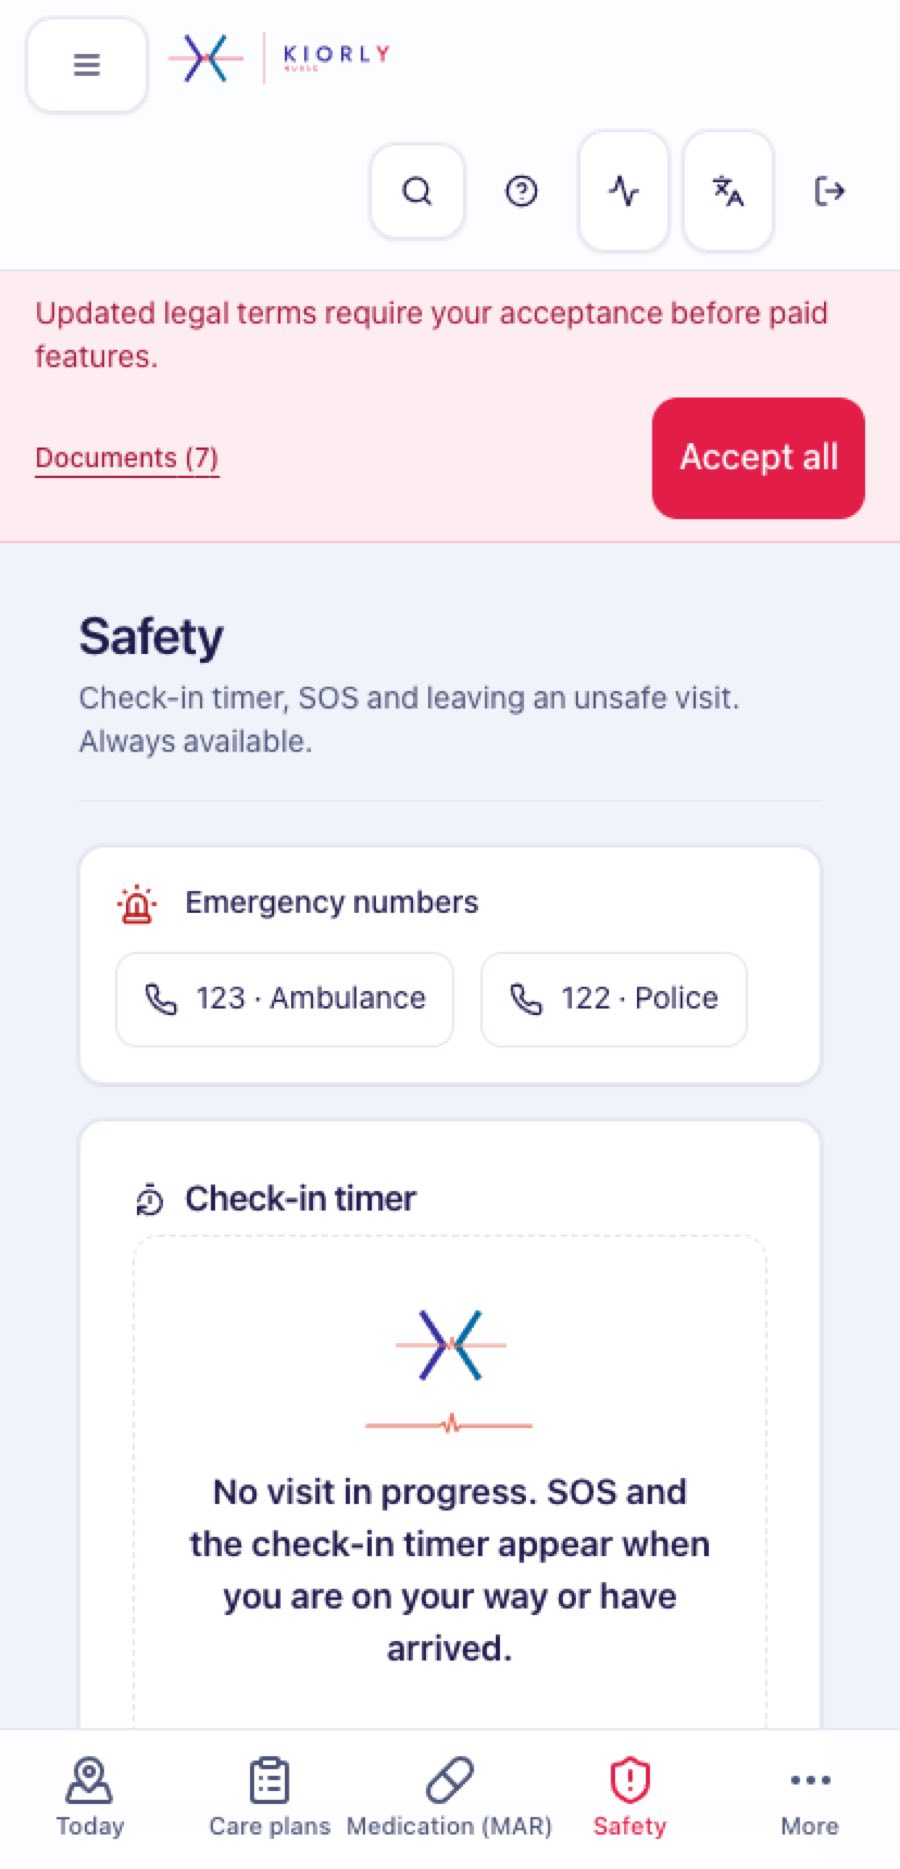 KIORLY
NURSE
Updated legal terms require your acceptance before paid
features.
Documents (7)
Accept all
Safety
Check-in timer, SOS and leaving an unsafe visit.
Always available.
Emergency numbers
123 · Ambulance
122 · Police
Check-in timer
No visit in progress. SOS and
the check-in timer appear when
you are on your way or have
arrived.
Today
Care plans
Medication (MAR)
Safety
More